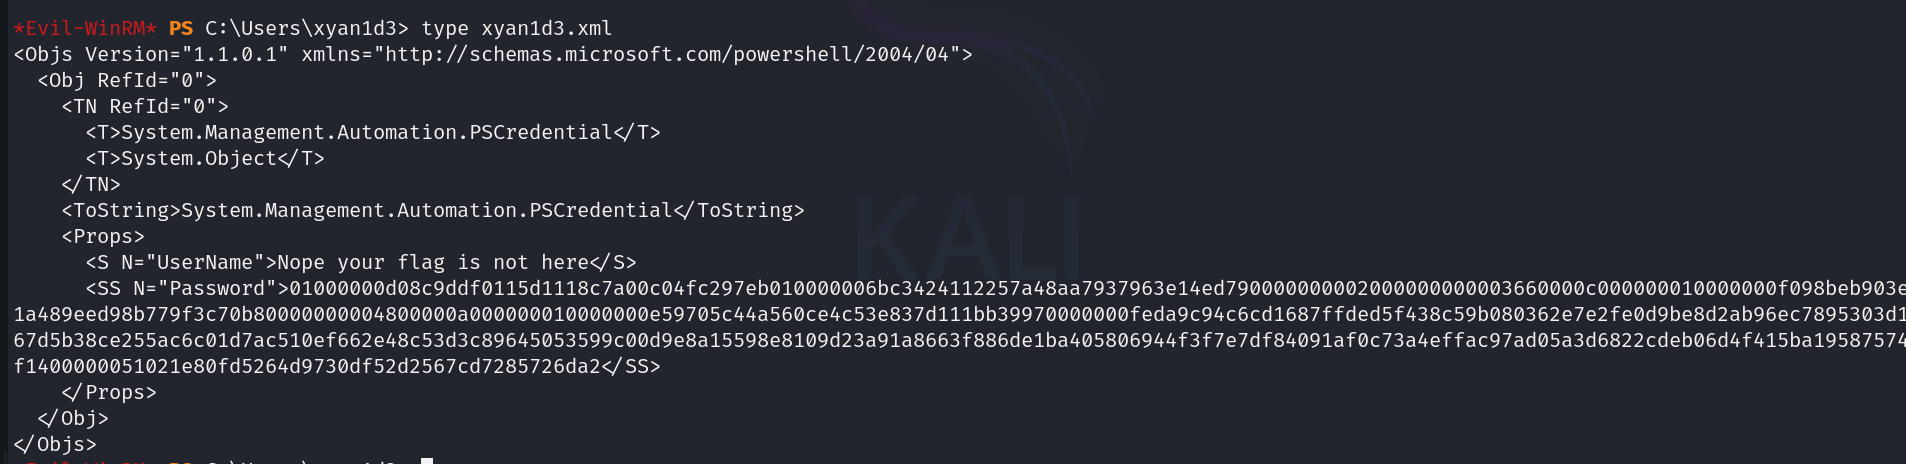 *Evil-WinRM* PS C:\Users\xyan1d3> type xyan1d3.xml
<Objs Version="1.1.0.1" xmlns="http://schemas.microsoft.com/powershell/2004/04">
  <Obj RefId="0">
    <TN RefId="0">
      <T>System.Management.Automation.PSCredential</T>
      <T>System.Object</T>
    </TN>
    <ToString>System.Management.Automation.PSCredential</ToString>
    <Props>
      <S N="UserName">Nope your flag is not here</S>
      <SS N="Password">01000000d08c9ddf0115d1118c7a00c04fc297eb010000006bc3424112257a48aa7937963e14ed790000000002000000000003660000c000000010000000f098beb903e
1a489eed98b779f3c70b80000000004800000a000000010000000e59705c44a560ce4c53e837d111bb39970000000feda9c94c6cd1687ffded5f438c59b080362e7e2fe0d9be8d2ab96ec7895303d1
67d5b38ce255ac6c01d7ac510ef662e48c53d3c89645053599c00d9e8a15598e8109d23a91a8663f886de1ba405806944f3f7e7df84091af0c73a4effac97ad05a3d6822cdeb06d4f415ba19587574
f1400000051021e80fd5264d9730df52d2567cd7285726da2</SS>
    </Props>
  </Obj>
</Objs>
KALI